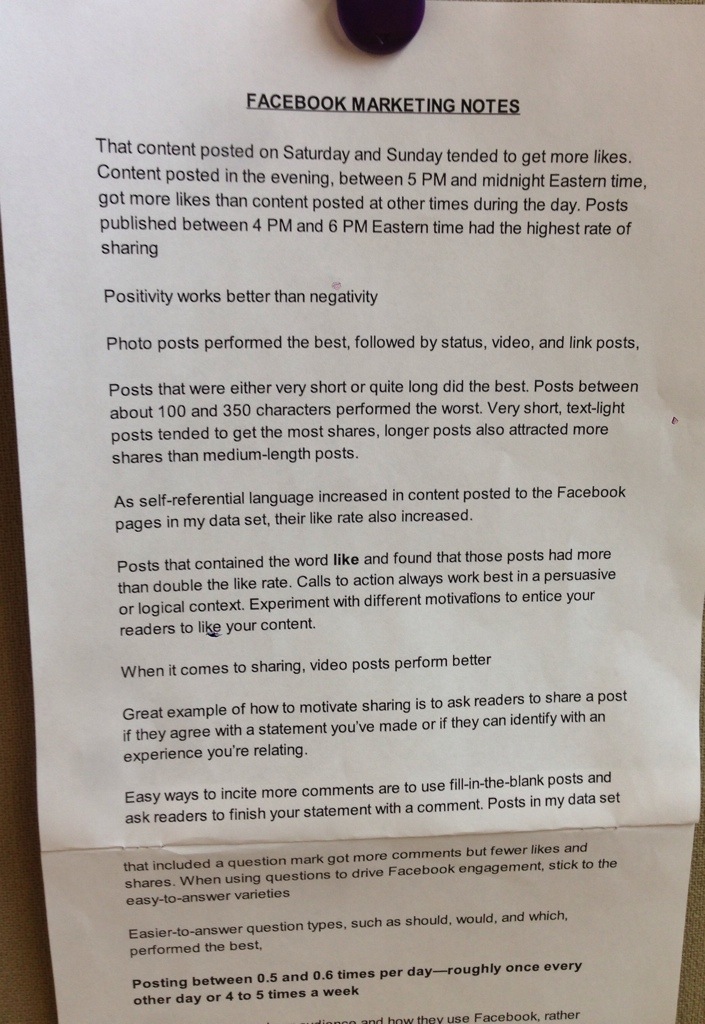 FACEBOOK MARKETING NOTES
That content posted on Saturday and Sunday tended to get more likes.
Content posted in the evening, between 5 PM and midnight Eastern time,
got more likes than content posted at other times during the day. Posts
published between 4 PM and 6 PM Eastern time had the highest rate of
sharing
Positivity works better than negativity
Photo posts performed the best, followed by status, video, and link posts,
Posts that were either very short or quite long did the best. Posts between
about 100 and 350 characters performed the worst. Very short, text-light
posts tended to get the most shares, longer posts also attracted more
shares than medium-length posts.
As self-referential language increased in content posted to the Facebook
pages in my data set, their like rate also increased.
Posts that contained the word like and found that those posts had more
than double the like rate. Calls to action always work best in a persuasive
or logical context. Experiment with different motivations to entice your
readers to like your content.
When it comes to sharing, video posts perform better
Great example of how to motivate sharing is to ask readers to share a post
if they agree with a statement you've made or if they can identify with an
experience you're relating.
Easy ways to incite more comments are to use fill-in-the-blank posts and
ask readers to finish your statement with a comment. Posts in my data set
that included a question mark got more comments but fewer likes and
shares. When using questions to drive Facebook engagement, stick to the
easy-to-answer varieties
Easier-to-answer question types, such as should, would, and which,
performed the best,
Posting between 0.5 and 0.6 times per day—roughly once every
other day or 4 to 5 times a week
audience and how they use Facebook, rather